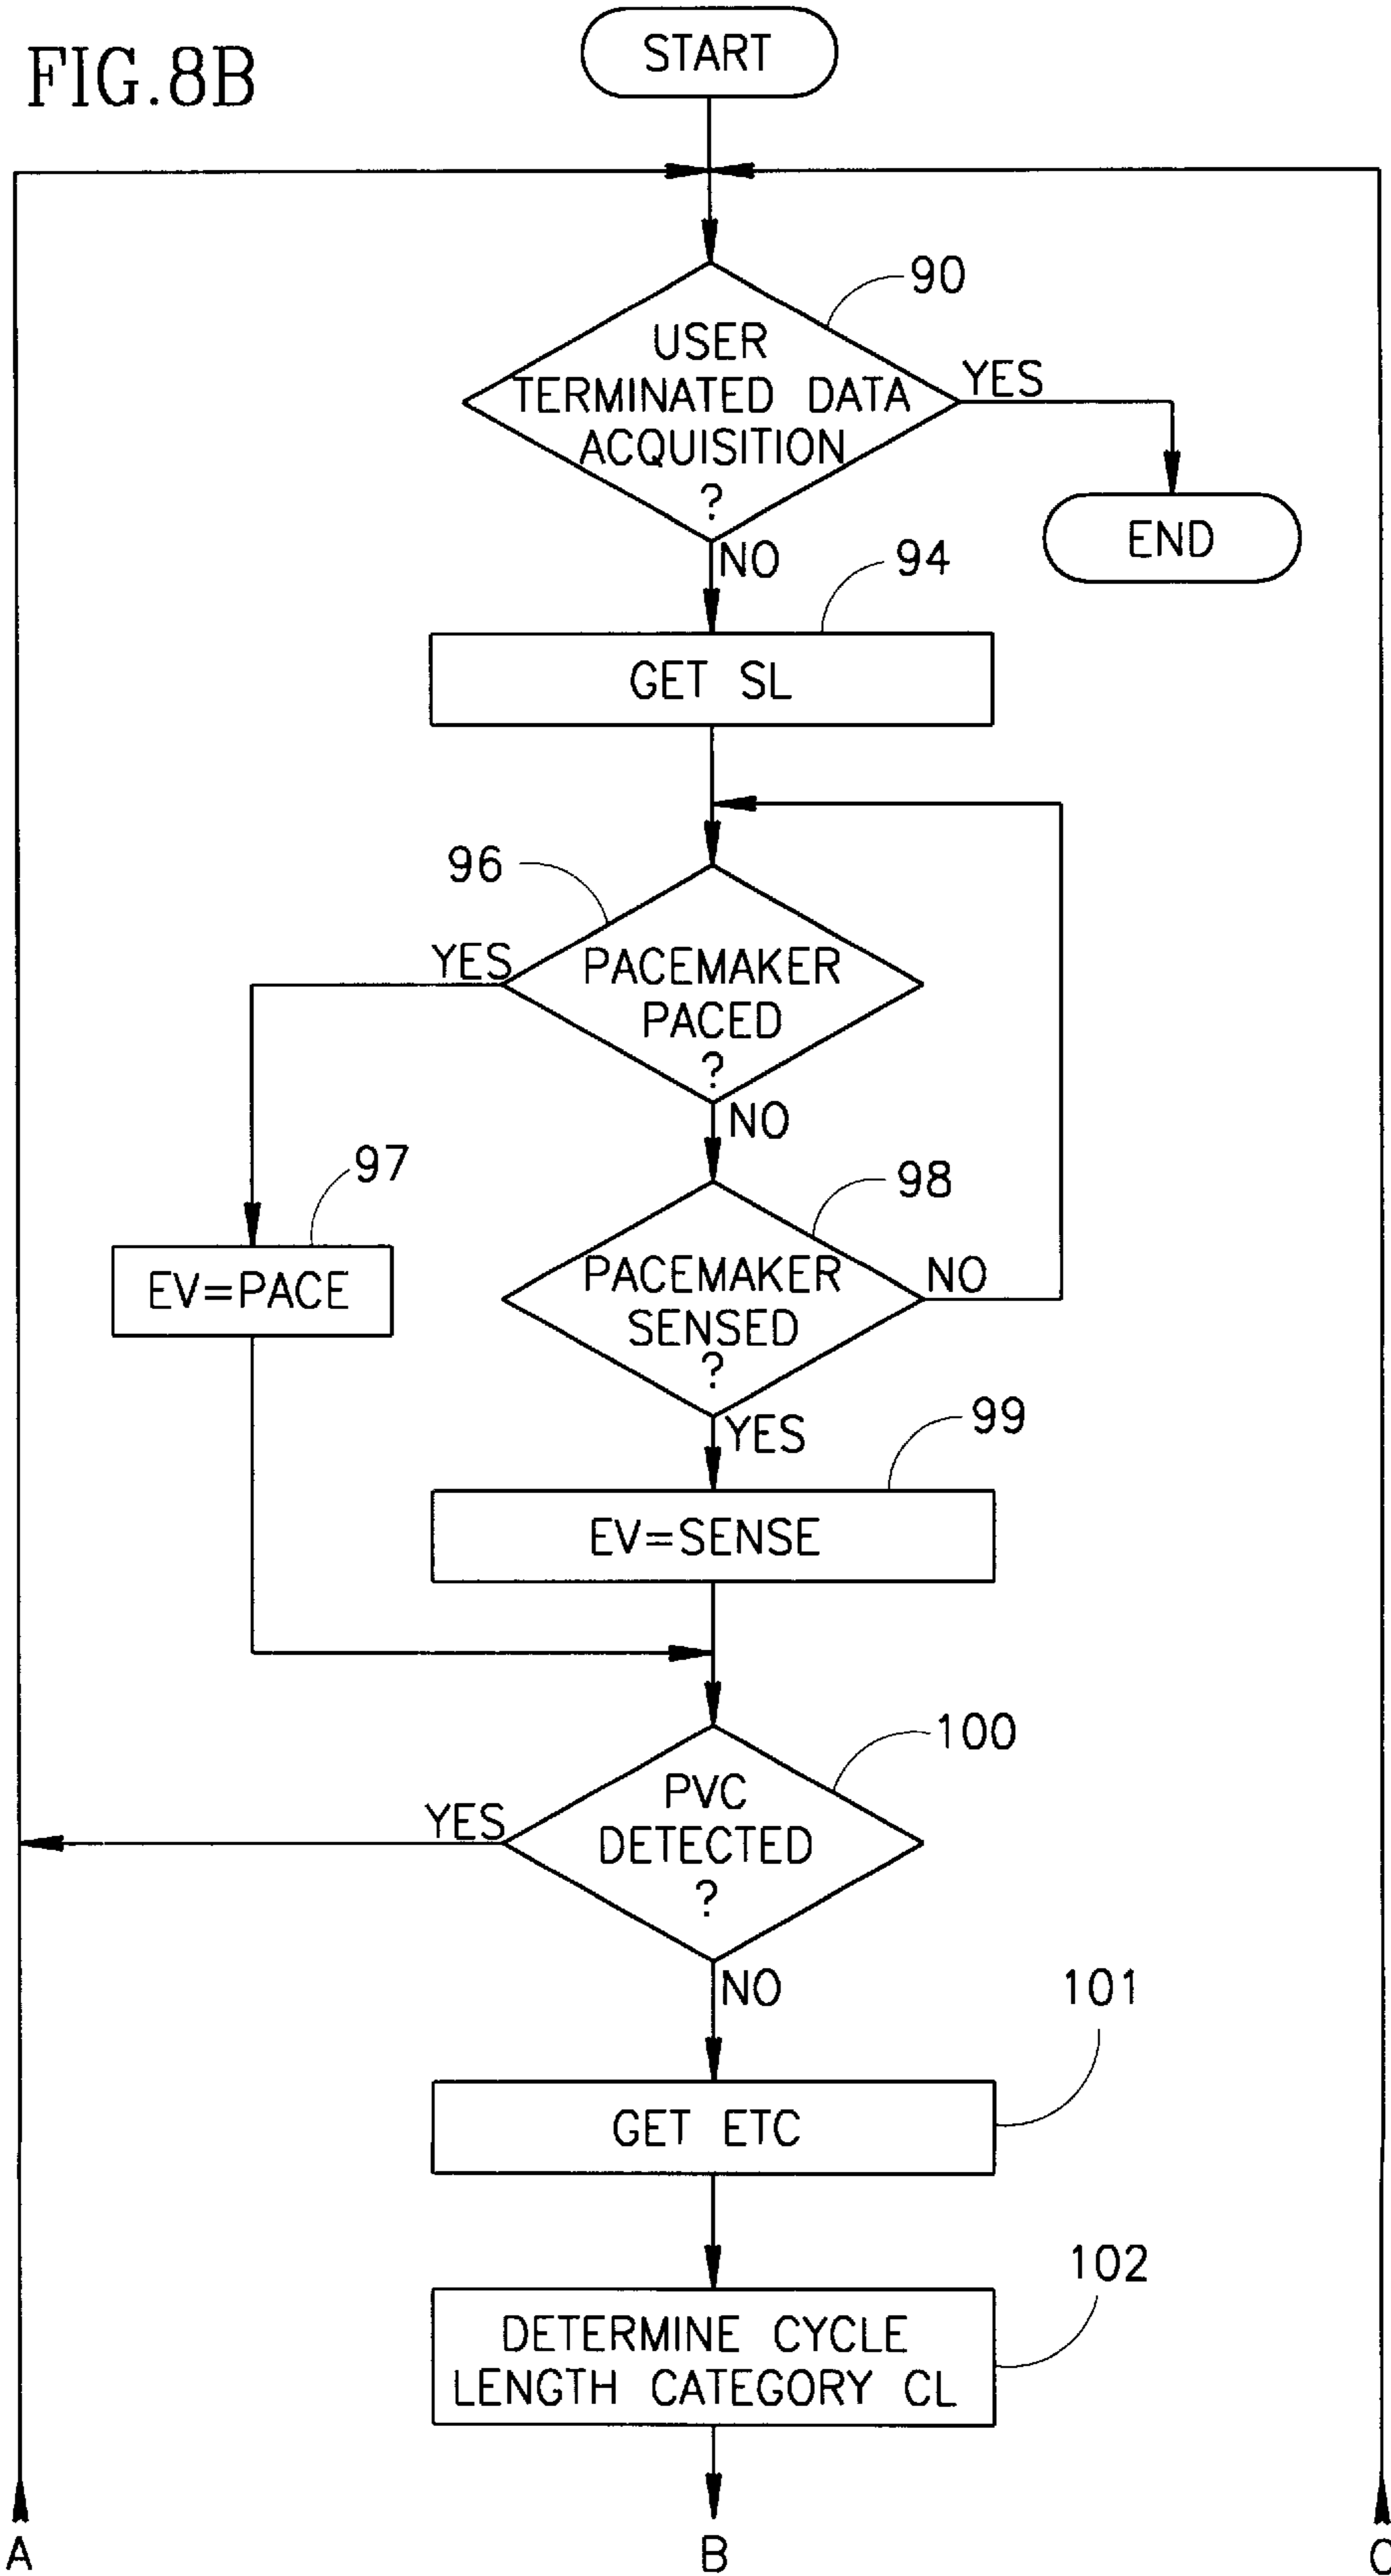 FIG.8B
START
90
USER
TERMINATED DATA
ACQUISITION
?
YES
END
NO
94
GET SL
96
YES
PACEMAKER
PACED
?
NO
97
EV=PACE
98
PACEMAKER
SENSED
?
NO
YES
99
EV=SENSE
100
PVC
DETECTED
?
YES
NO
101
GET ETC
102
DETERMINE CYCLE
LENGTH CATEGORY CL
A
B
C